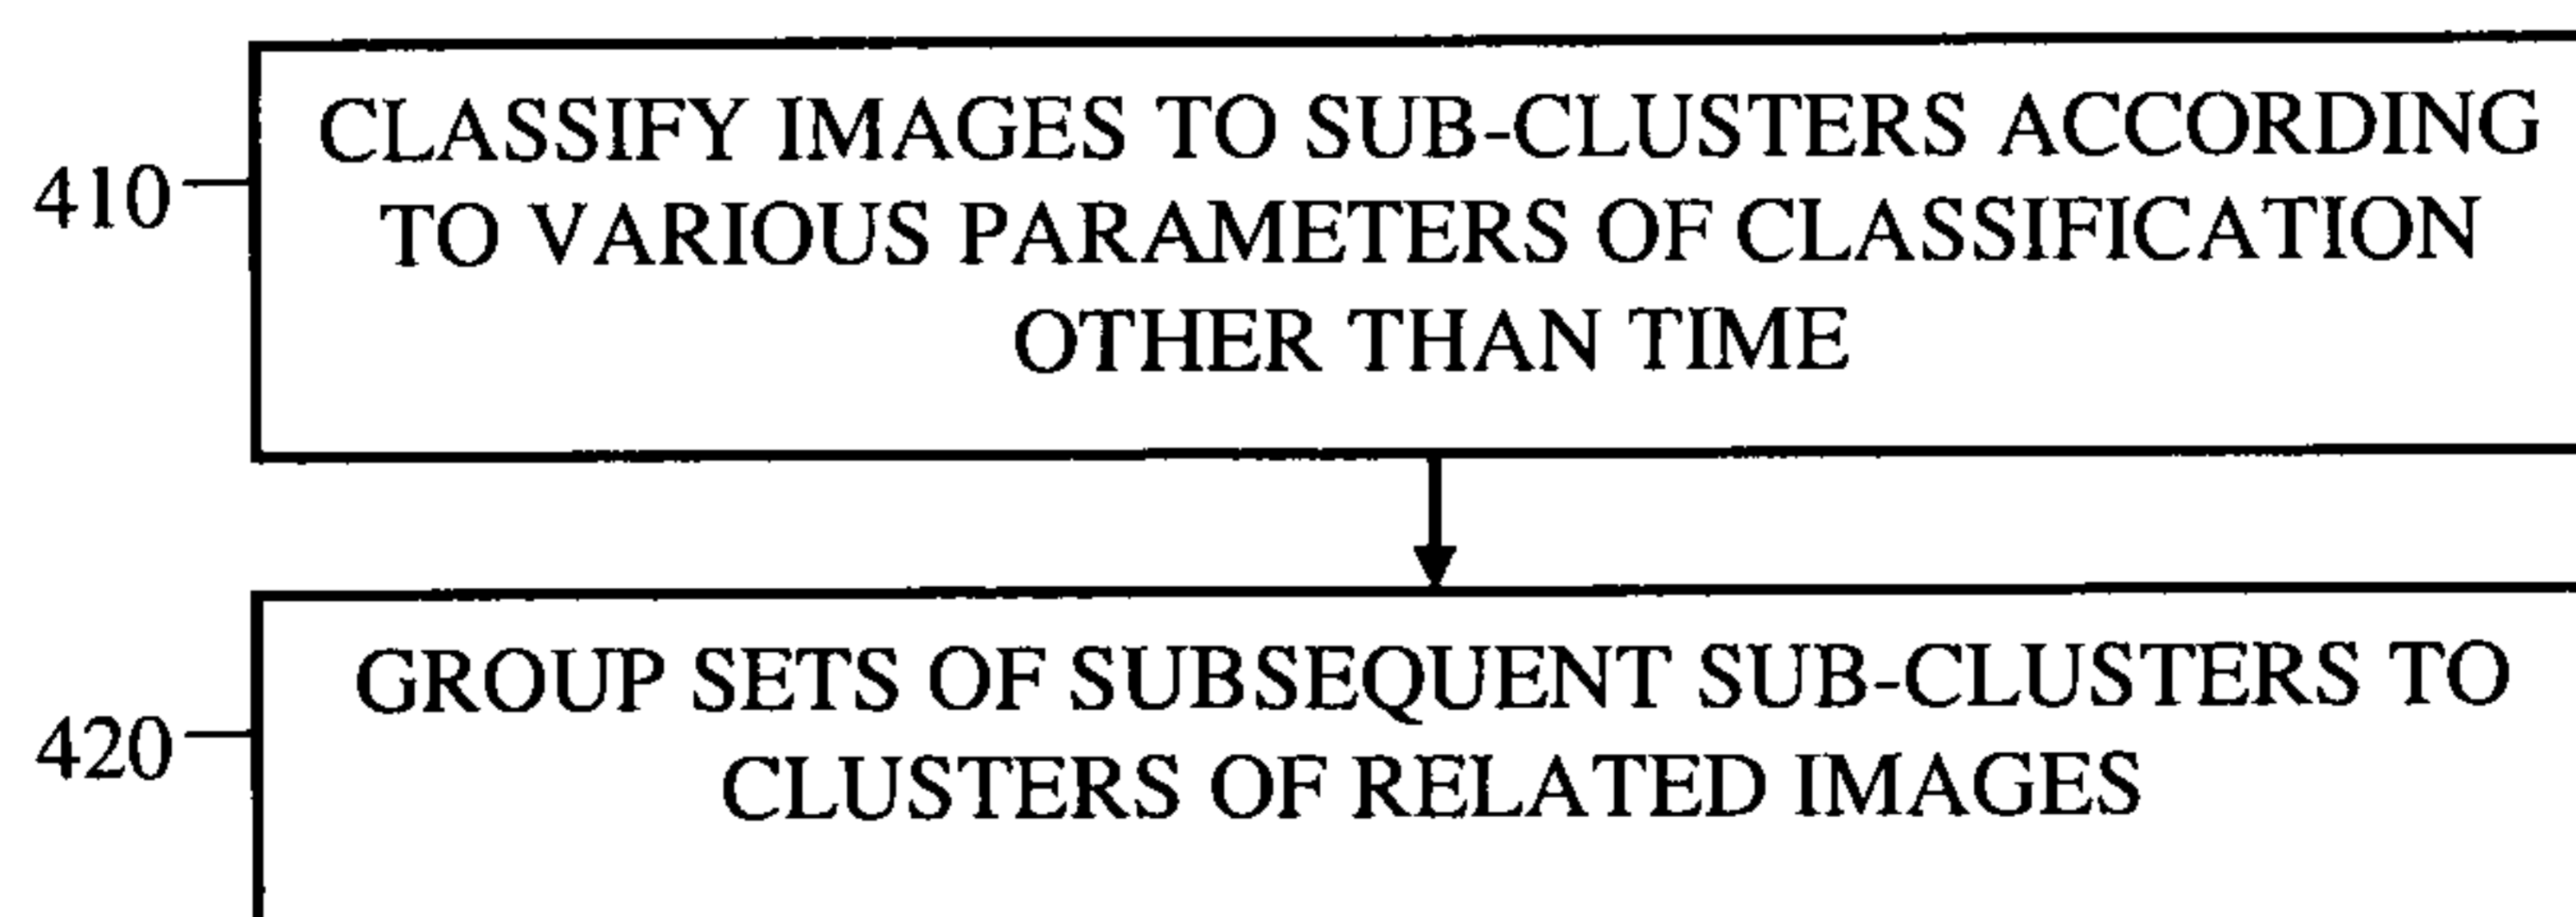 410
CLASSIFY IMAGES TO SUB-CLUSTERS ACCORDING
TO VARIOUS PARAMETERS OF CLASSIFICATION
OTHER THAN TIME
420
GROUP SETS OF SUBSEQUENT SUB-CLUSTERS TO
CLUSTERS OF RELATED IMAGES